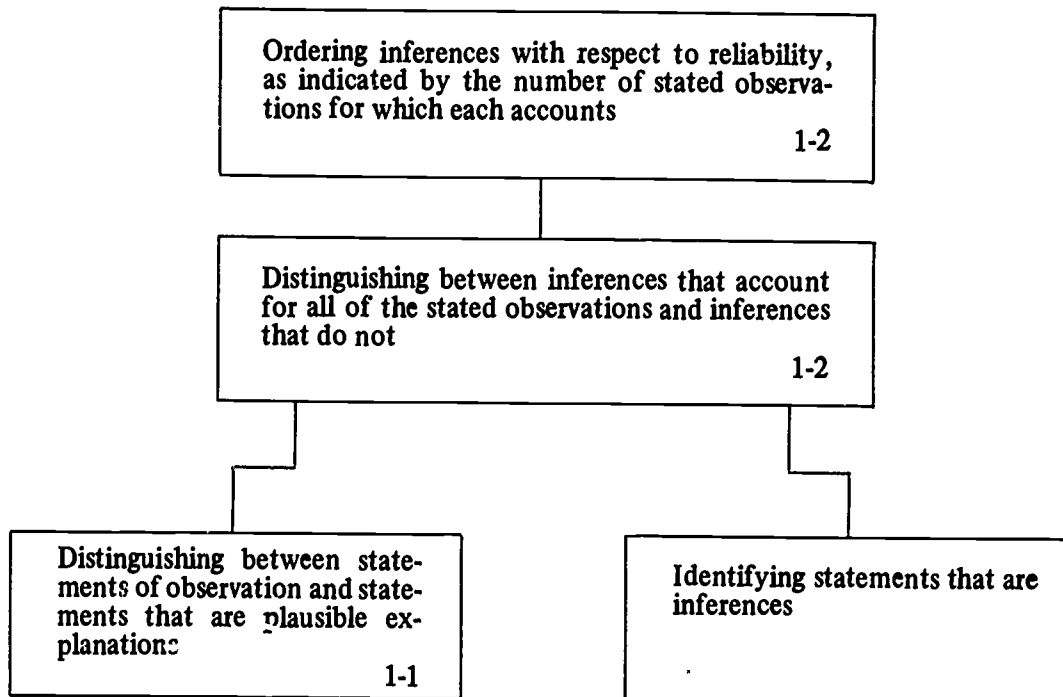 Ordering inferences with respect to reliability,
as indicated by the number of stated observa-
tions for which each accounts
1-2
Distinguishing between inferences that account
for all of the stated observations and inferences
that do not
1-2
Distinguishing between state-
ments of observation and state-
ments that are plausible ex-
planations
1-1
Identifying statements that are
inferences